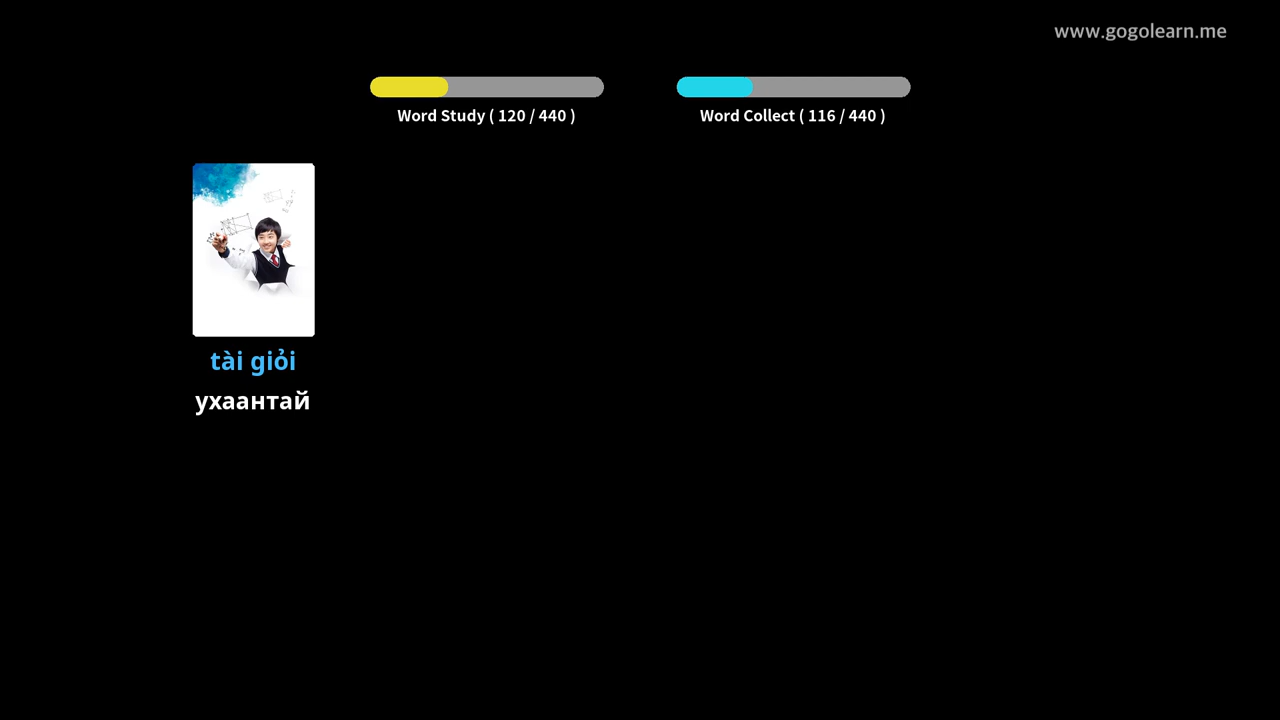 www.gogolearn.me
Word Study ( 120 / 440 )
Word Collect ( 116 / 440 )
tài giỏi
ухаантай